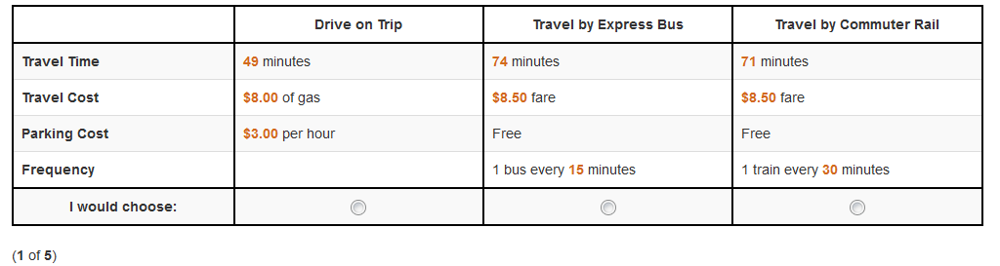 Drive on Trip Travel by Express Bus Travel by Commuter Rail
Travel Time 49 minutes 74 minutes 71 minutes
Travel Cost $8.00 of gas $8.50 fare $8.50 fare
Parking Cost $3.00 per hour Free Free
Frequency 1 bus every 15 minutes 1 train every 30 minutes
I would choose:
(1 of 5)